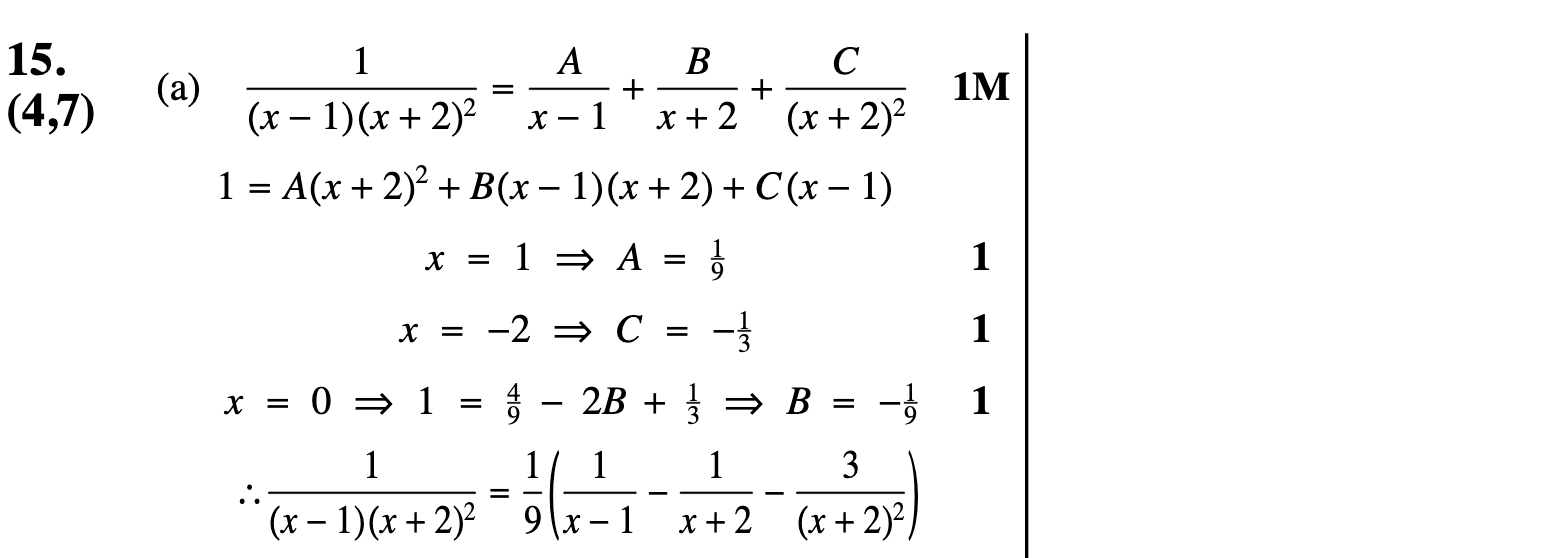 15.
(4,7) (a) 1/((x − 1)(x + 2)²) = A/(x − 1) + B/(x + 2) + C/(x + 2)² 1M
1 = A(x + 2)² + B(x − 1)(x + 2) + C(x − 1)
x = 1 ⇒ A = 1/9 1
x = −2 ⇒ C = −1/3 1
x = 0 ⇒ 1 = 4/9 − 2B + 1/3 ⇒ B = −1/9 1
∴ 1/((x − 1)(x + 2)²) = 1/9 (1/(x − 1) − 1/(x + 2) − 3/(x + 2)²)